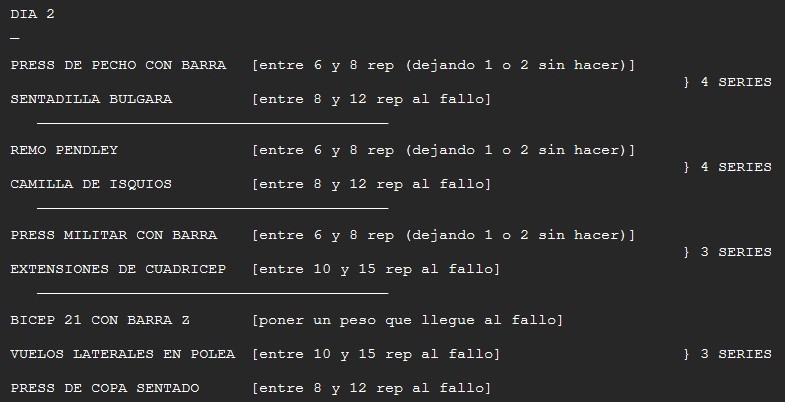 DIA 2
PRESS DE PECHO CON BARRA [entre 6 y 8 rep (dejando 1 o 2 sin hacer)]
} 4 SERIES
SENTADILLA BULGARA [entre 8 y 12 rep al fallo]
REMO PENDLEY [entre 6 y 8 rep (dejando 1 o 2 sin hacer)]
} 4 SERIES
CAMILLA DE ISQUIOS [entre 8 y 12 rep al fallo]
PRESS MILITAR CON BARRA [entre 6 y 8 rep (dejando 1 o 2 sin hacer)]
} 3 SERIES
EXTENSIONES DE CUADRICEP [entre 10 y 15 rep al fallo]
BICEP 21 CON BARRA Z [poner un peso que llegue al fallo]
VUELOS LATERALES EN POLEA [entre 10 y 15 rep al fallo] } 3 SERIES
PRESS DE COPA SENTADO [entre 8 y 12 rep al fallo]